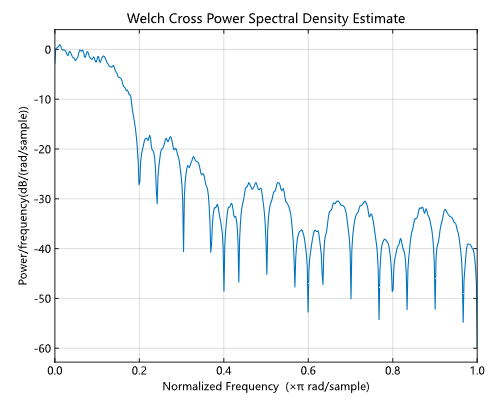 Welch Cross Power Spectral Density Estimate
Power/frequency(dB/(rad/sample))
0
-10
-20
-30
-40
-50
-60
0.0 0.2 0.4 0.6 0.8 1.0
Normalized Frequency (×π rad/sample)